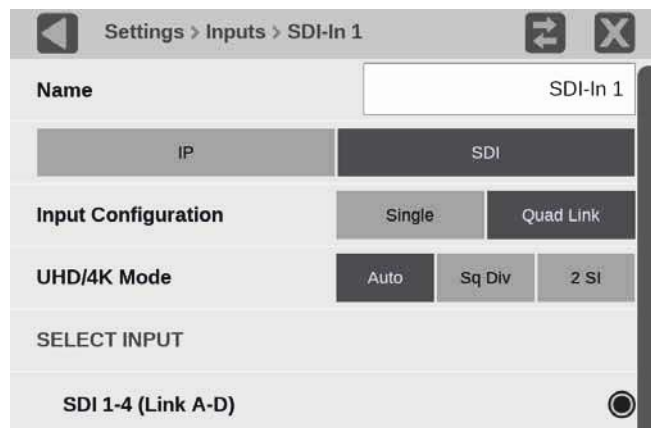 Settings > Inputs > SDI-In 1
Name SDI-In 1
IP SDI
Input Configuration Single Quad Link
UHD/4K Mode Auto Sq Div 2 SI
SELECT INPUT
SDI 1-4 (Link A-D)